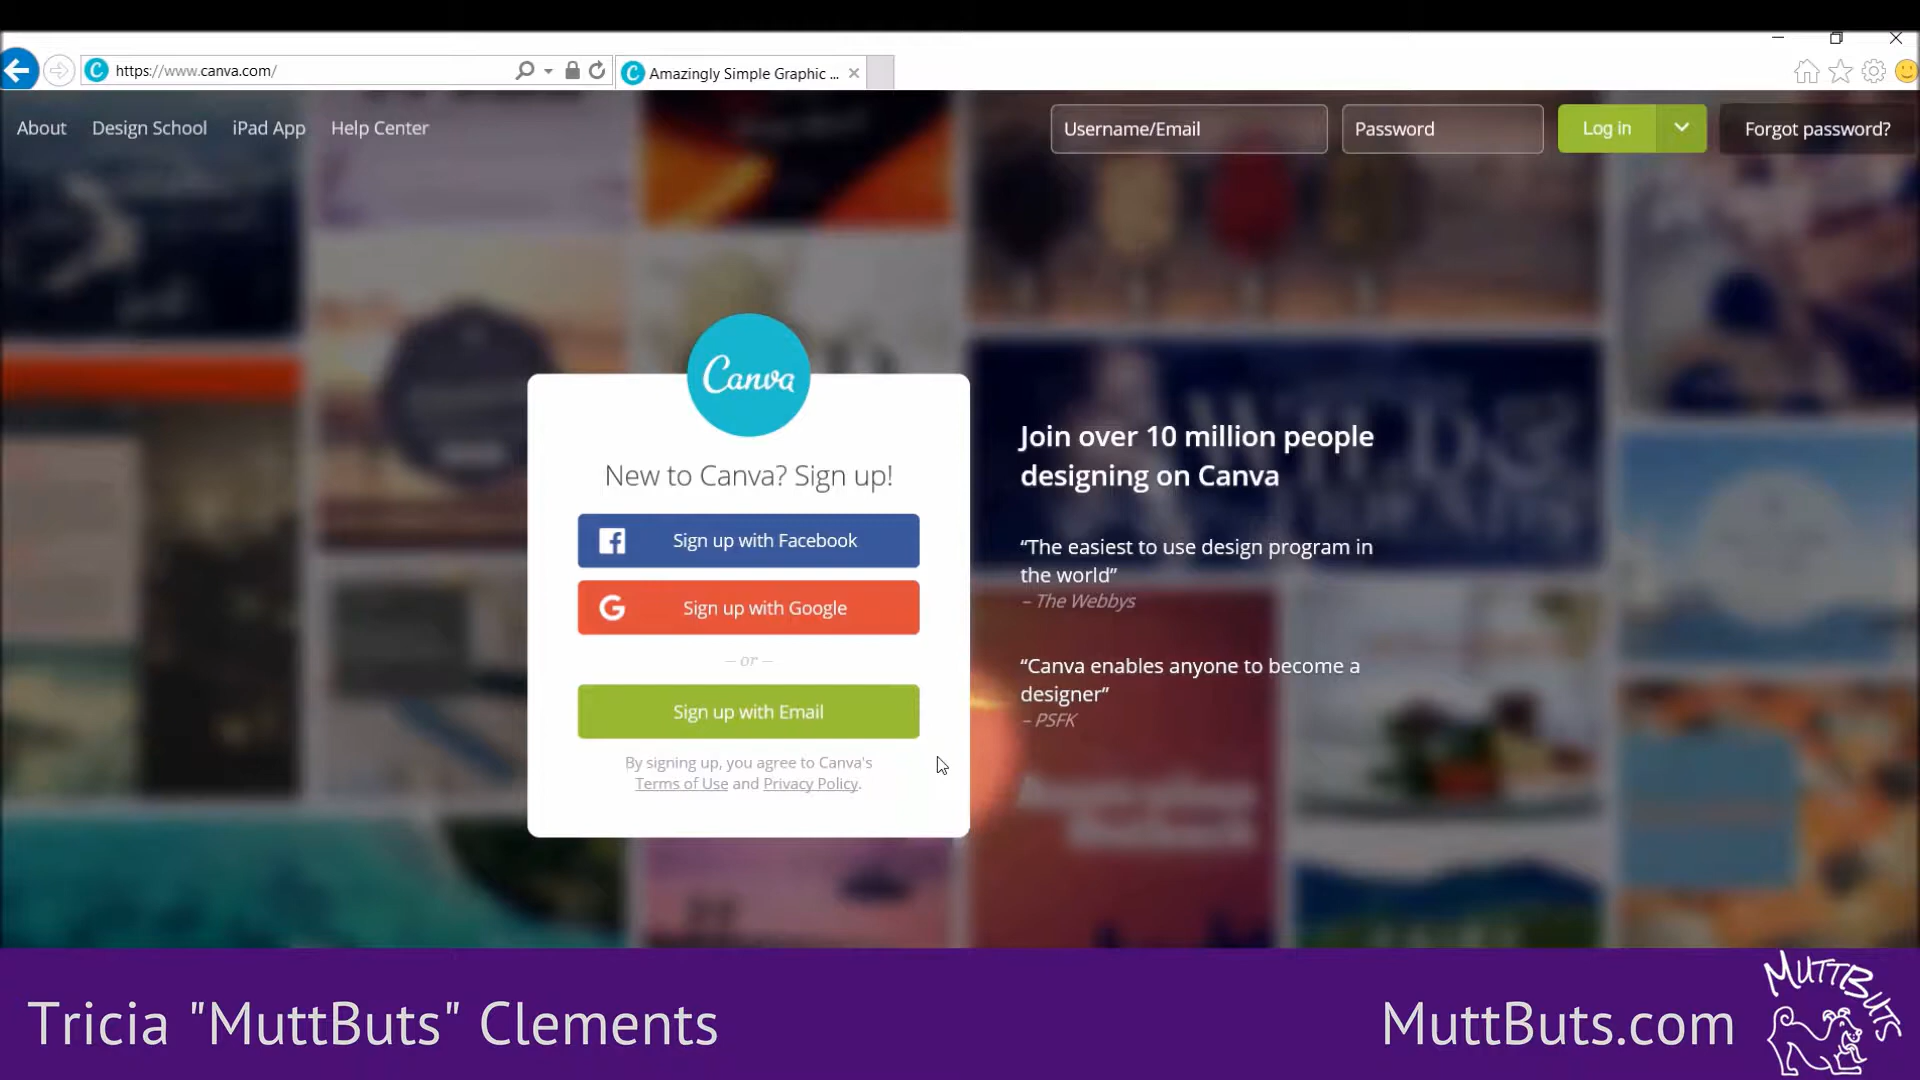 https://www.canva.com/
Amazingly Simple Graphic ...
About
Design School
iPad App
Help Center
Username/Email
Password
Log in
Forgot password?
Canva
New to Canva? Sign up!
Sign up with Facebook
Sign up with Google
– or –
Sign up with Email
By signing up, you agree to Canva's
Terms of Use and Privacy Policy.
Join over 10 million people
designing on Canva
“The easiest to use design program in
the world”
– The Webbys
“Canva enables anyone to become a
designer”
– PSFK
Tricia "MuttButs" Clements
MuttButs.com
MUTTBUTS